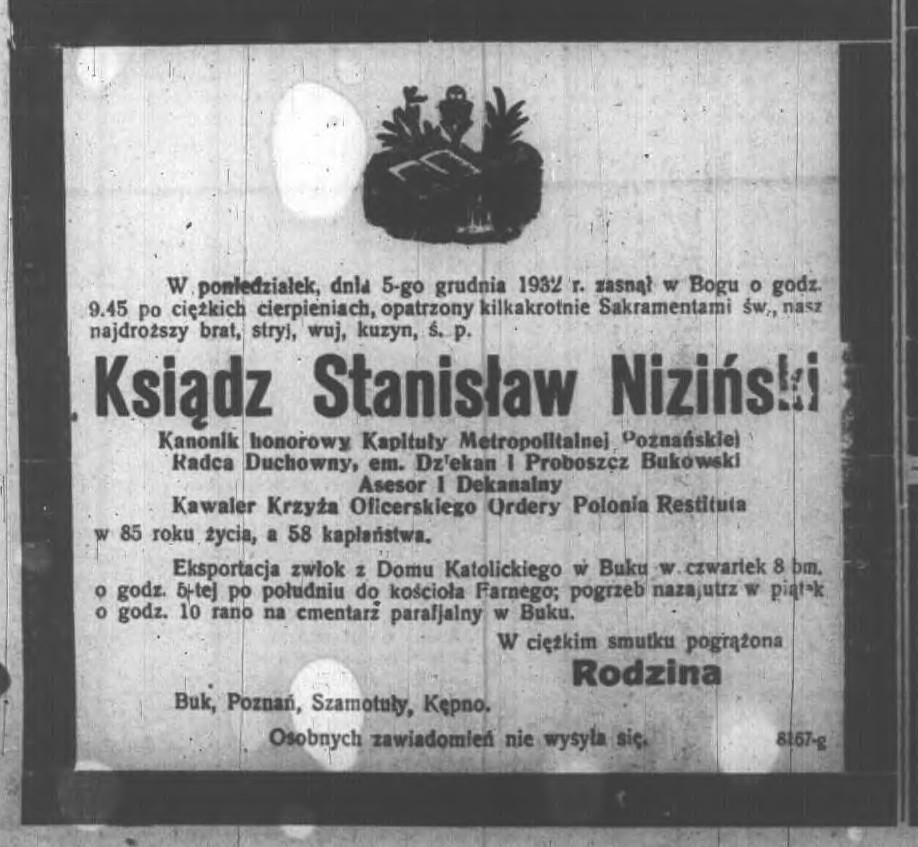 W poniedziałek, dnia 5-go grudnia 1932 r. zasnął w Bogu o godz.
9.45 po ciężkich cierpieniach, opatrzony kilkakrotnie Sakramentami św., nasz
najdroższy brat, stryj, wuj, kuzyn, ś. p.
Ksiądz Stanisław Niziński
Kanonik honorowy Kapituły Metropolitalnej Poznańskiej
Radca Duchowny, em. Dziekan i Proboszcz Bukowski
Asesor I Dekanalny
Kawaler Krzyża Oficerskiego Ordery Polonia Restituta
w 85 roku życia, a 58 kapłaństwa.
Eksportacja zwłok z Domu Katolickiego w Buku w czwartek 8 bm.
o godz. 5-tej po południu do kościoła Farnego; pogrzeb nazajutrz w piątek
o godz. 10 rano na cmentarz parafjalny w Buku.
W ciężkim smutku pogrążona
Rodzina
Buk, Poznań, Szamotuły, Kępno.
Osobnych zawiadomień nie wysyła się.
8167-g